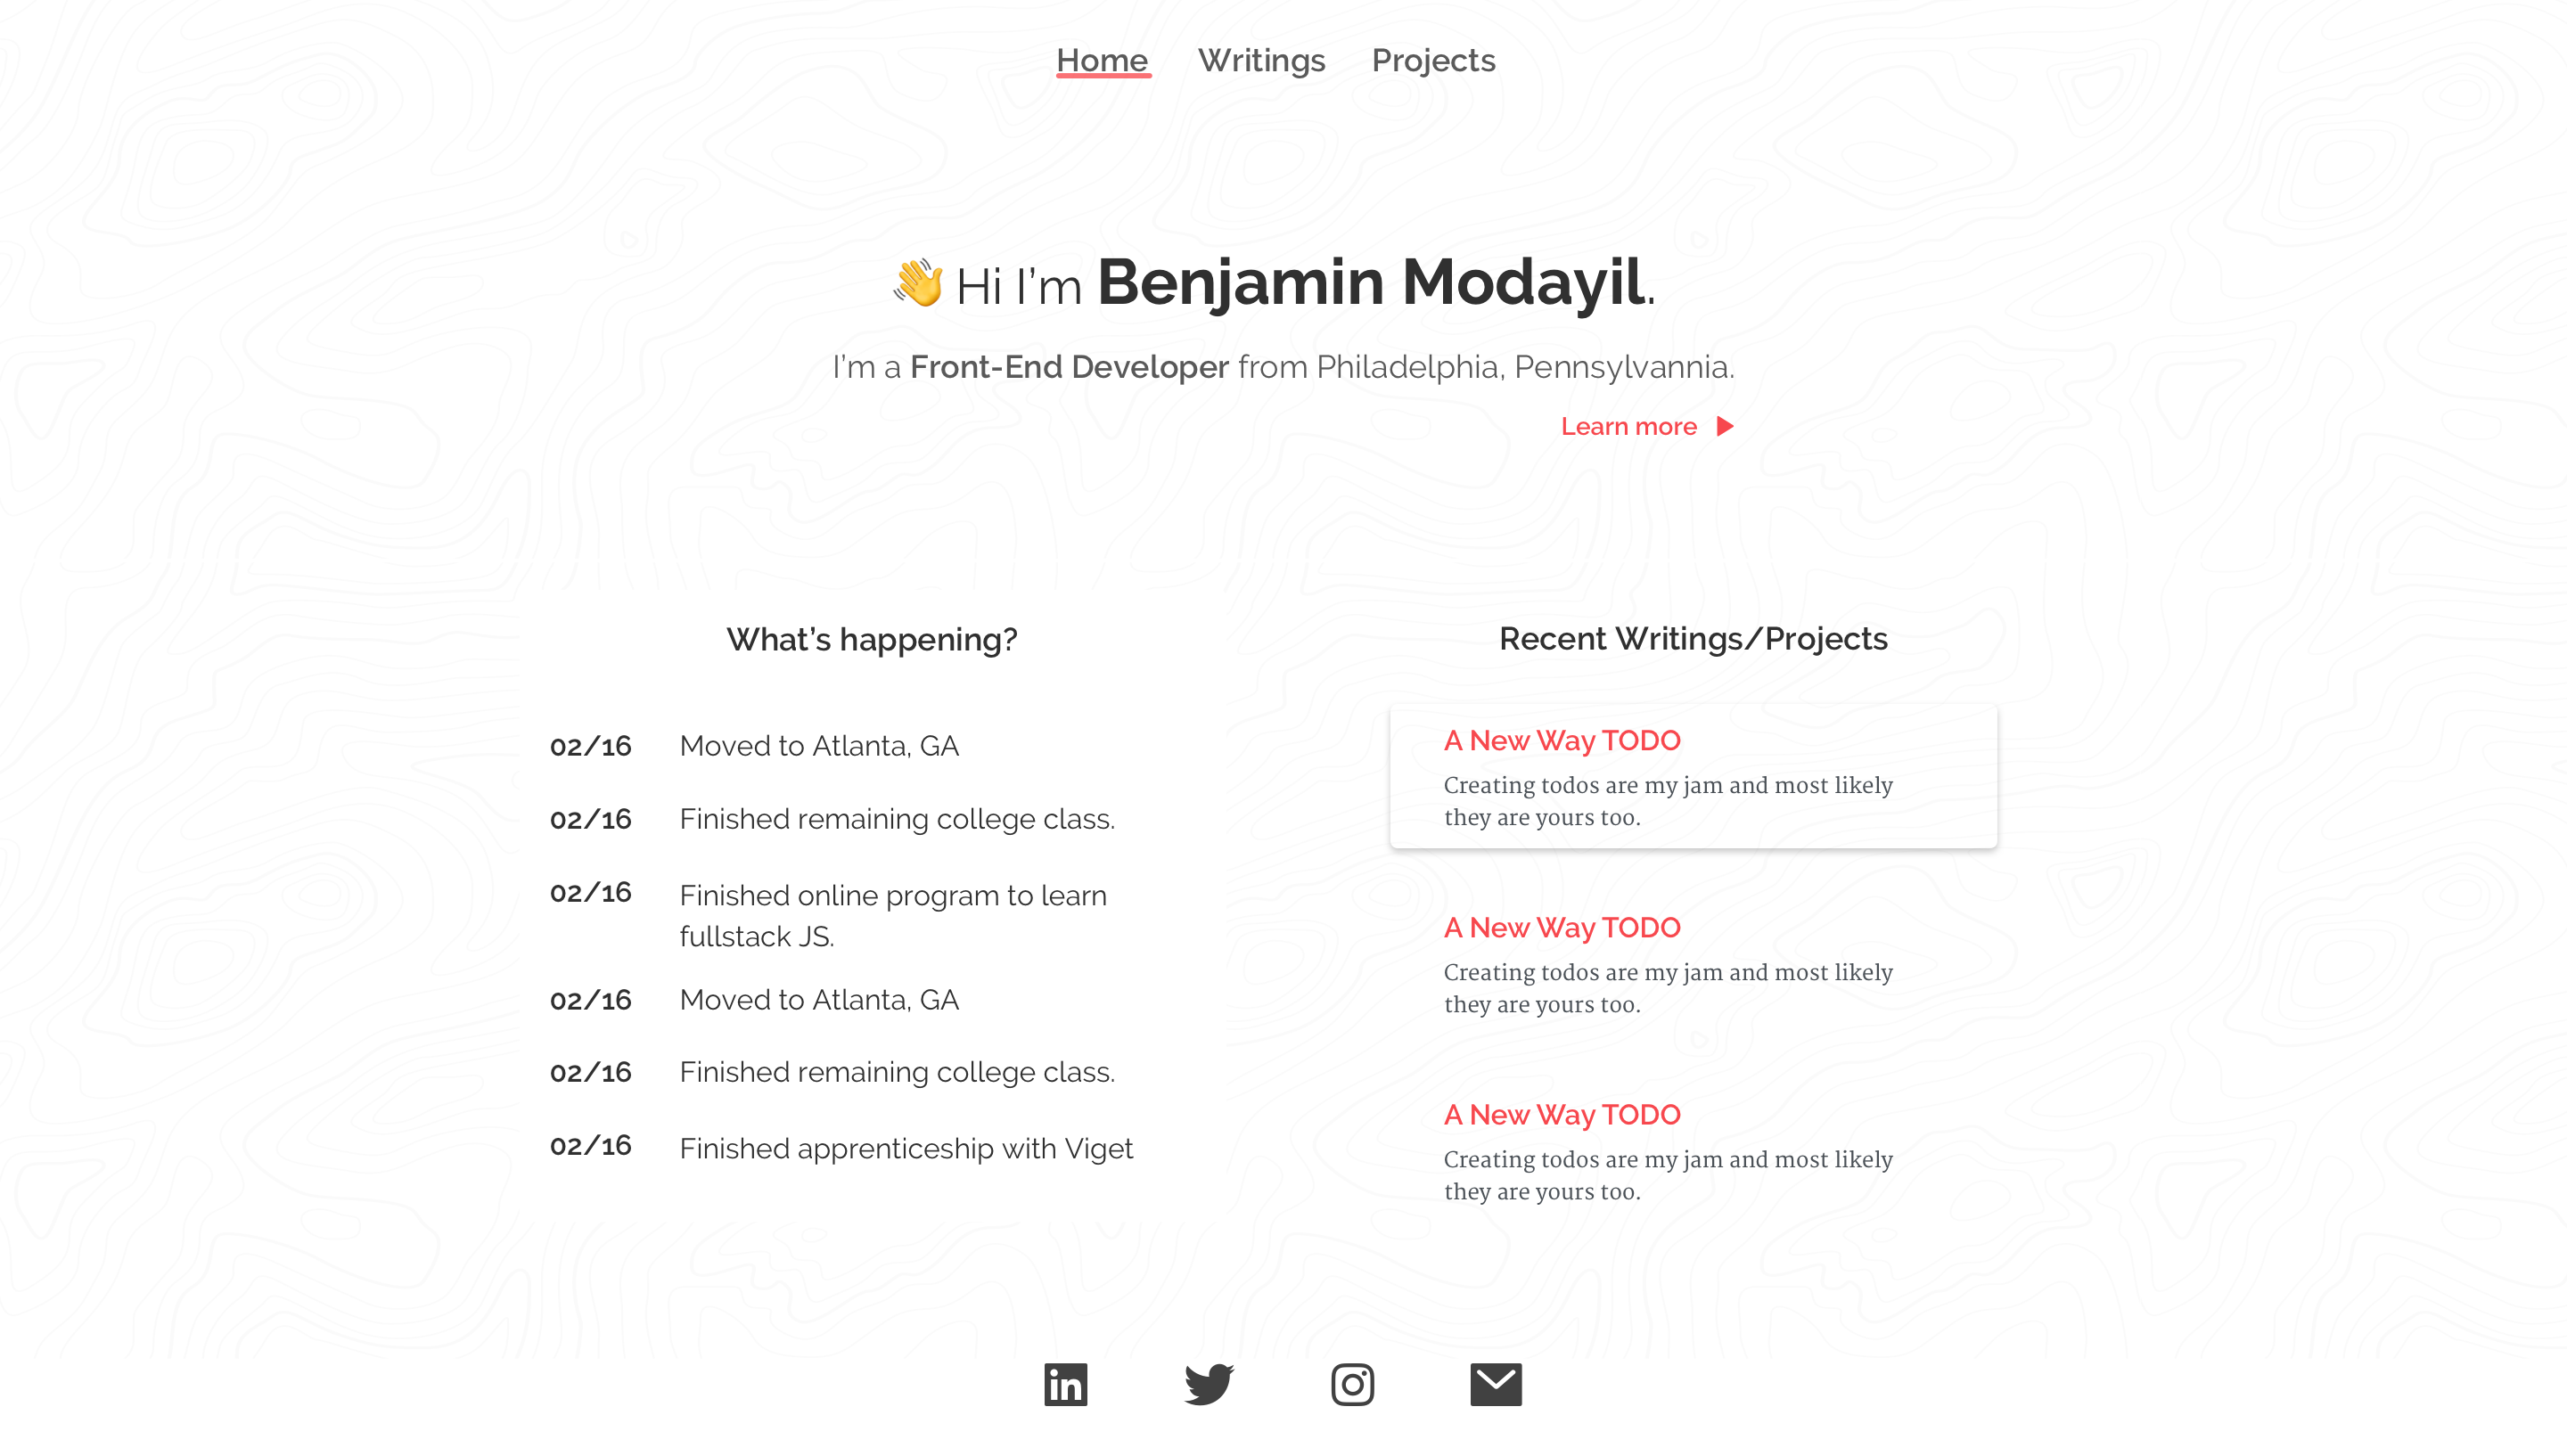 Home Writings Projects
👋 Hi I'm Benjamin Modayil.
I'm a Front-End Developer from Philadelphia, Pennsylvannia.
Learn more ▶
What's happening?
02/16 Moved to Atlanta, GA
02/16 Finished remaining college class.
02/16 Finished online program to learn
fullstack JS.
02/16 Moved to Atlanta, GA
02/16 Finished remaining college class.
02/16 Finished apprenticeship with Viget
Recent Writings/Projects
A New Way TODO
Creating todos are my jam and most likely
they are yours too.
A New Way TODO
Creating todos are my jam and most likely
they are yours too.
A New Way TODO
Creating todos are my jam and most likely
they are yours too.
in